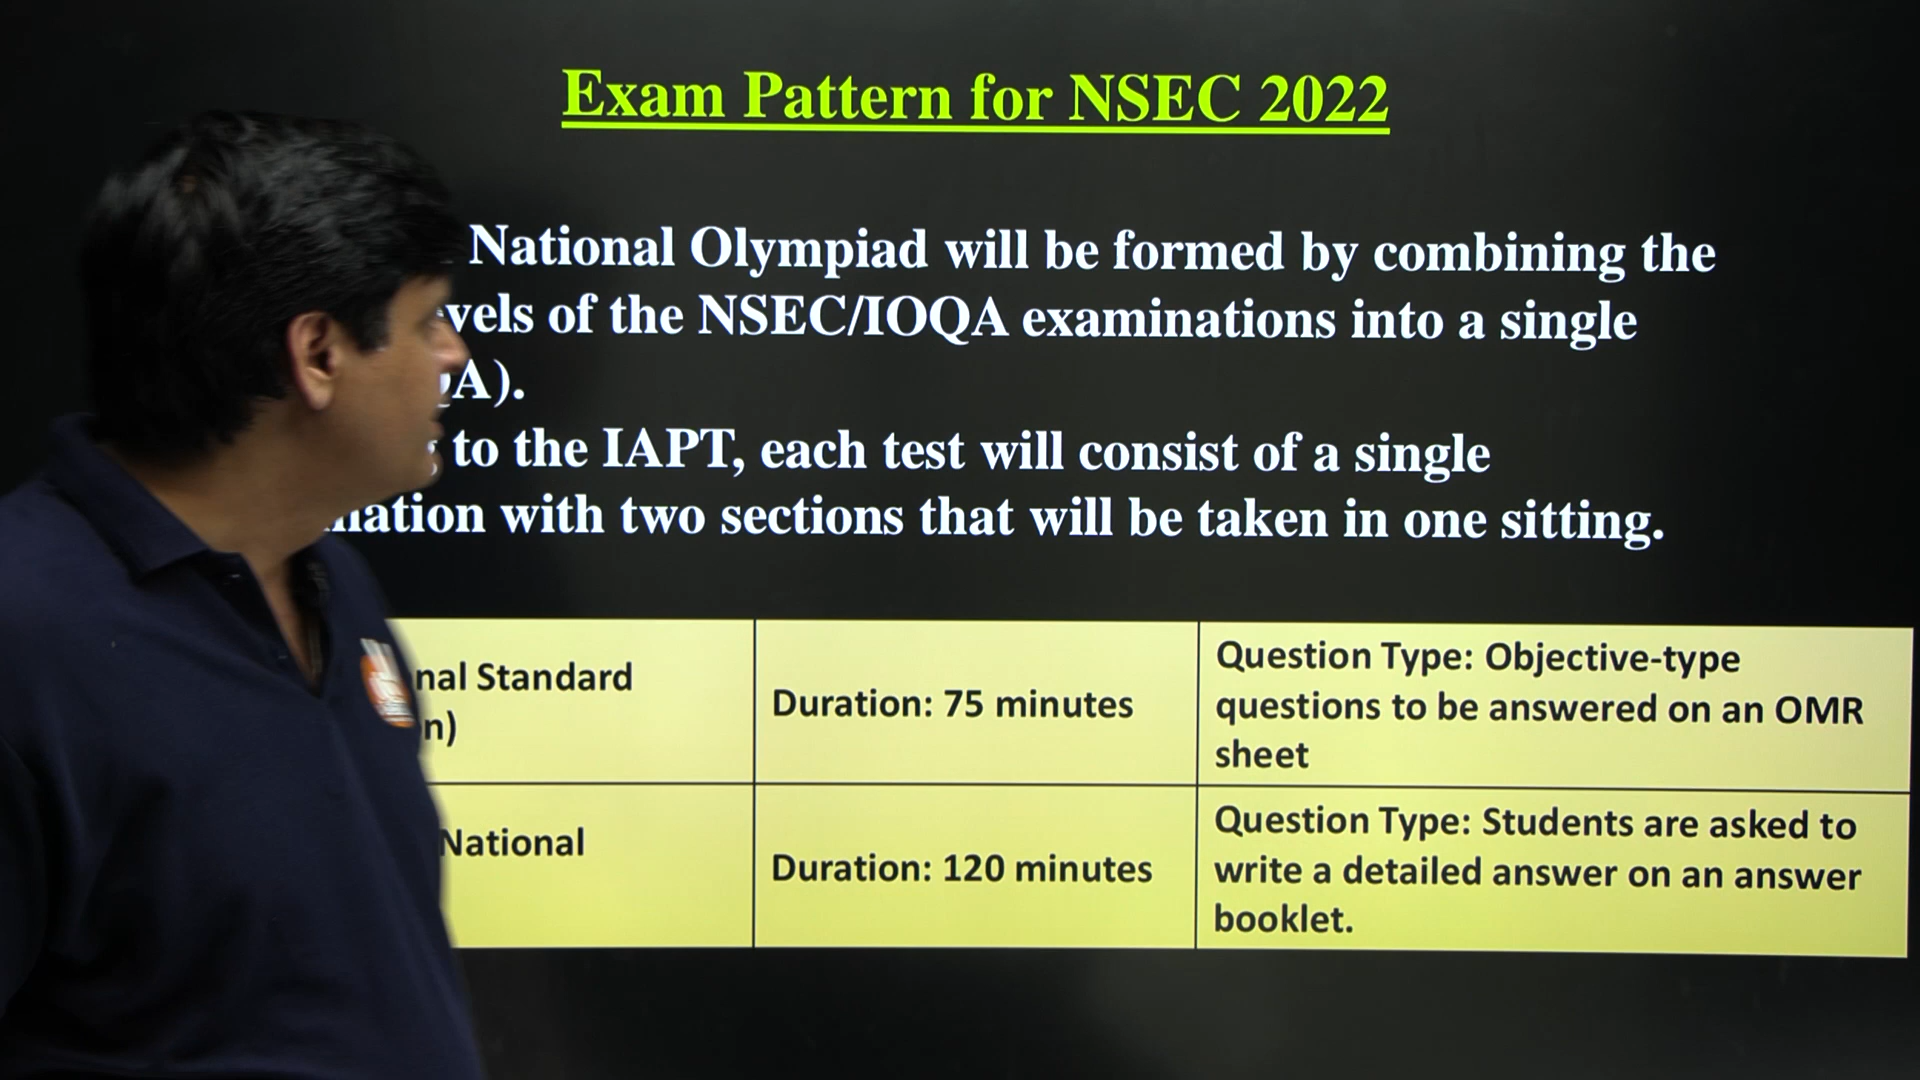 Exam Pattern for NSEC 2022
National Olympiad will be formed by combining the
of the NSEC/IOQA examinations into a single
to the IAPT, each test will consist of a single
with two sections that will be taken in one sitting.
Standard
Duration: 75 minutes
Question Type: Objective-type
questions to be answered on an OMR
sheet
National
Duration: 120 minutes
Question Type: Students are asked to
write a detailed answer on an answer
booklet.